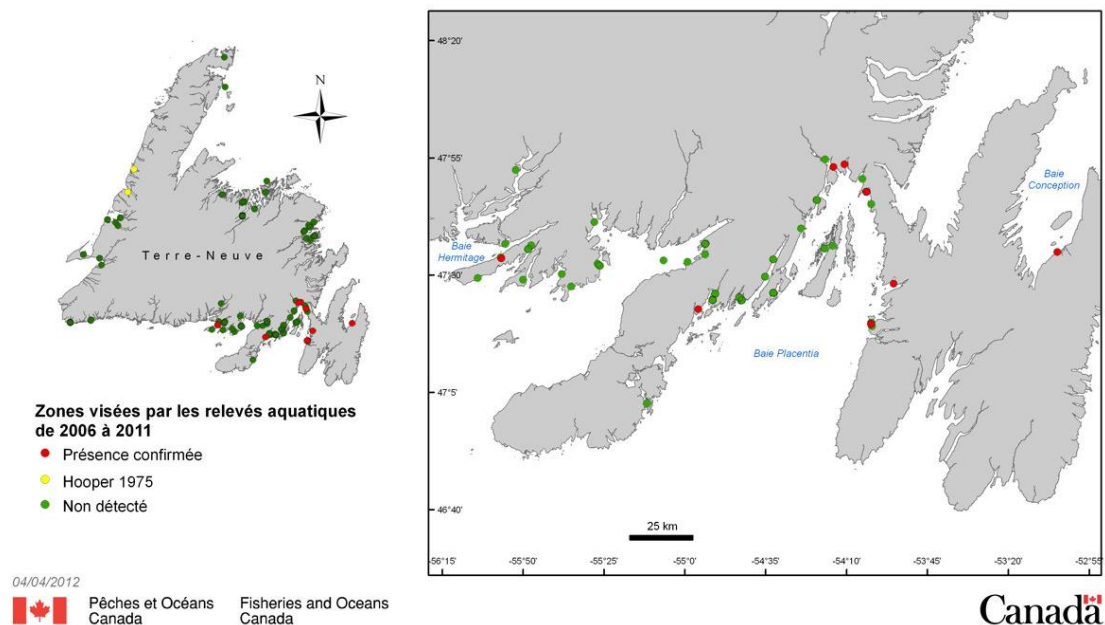 N
Terre-Neuve
Zones visées par les relevés aquatiques
de 2006 à 2011
Présence confirmée
Hooper 1975
Non détecté
48°20'
47°55'
47°30'
47°5'
46°40'
Baie
Hermitage
Baie Placentia
Baie
Conception
25 km
-56°15' -55°50' -55°25' -55°0' -54°35' -54°10' -53°45' -53°20' -52°55'
04/04/2012
Pêches et Océans
Canada
Fisheries and Oceans
Canada
Canada